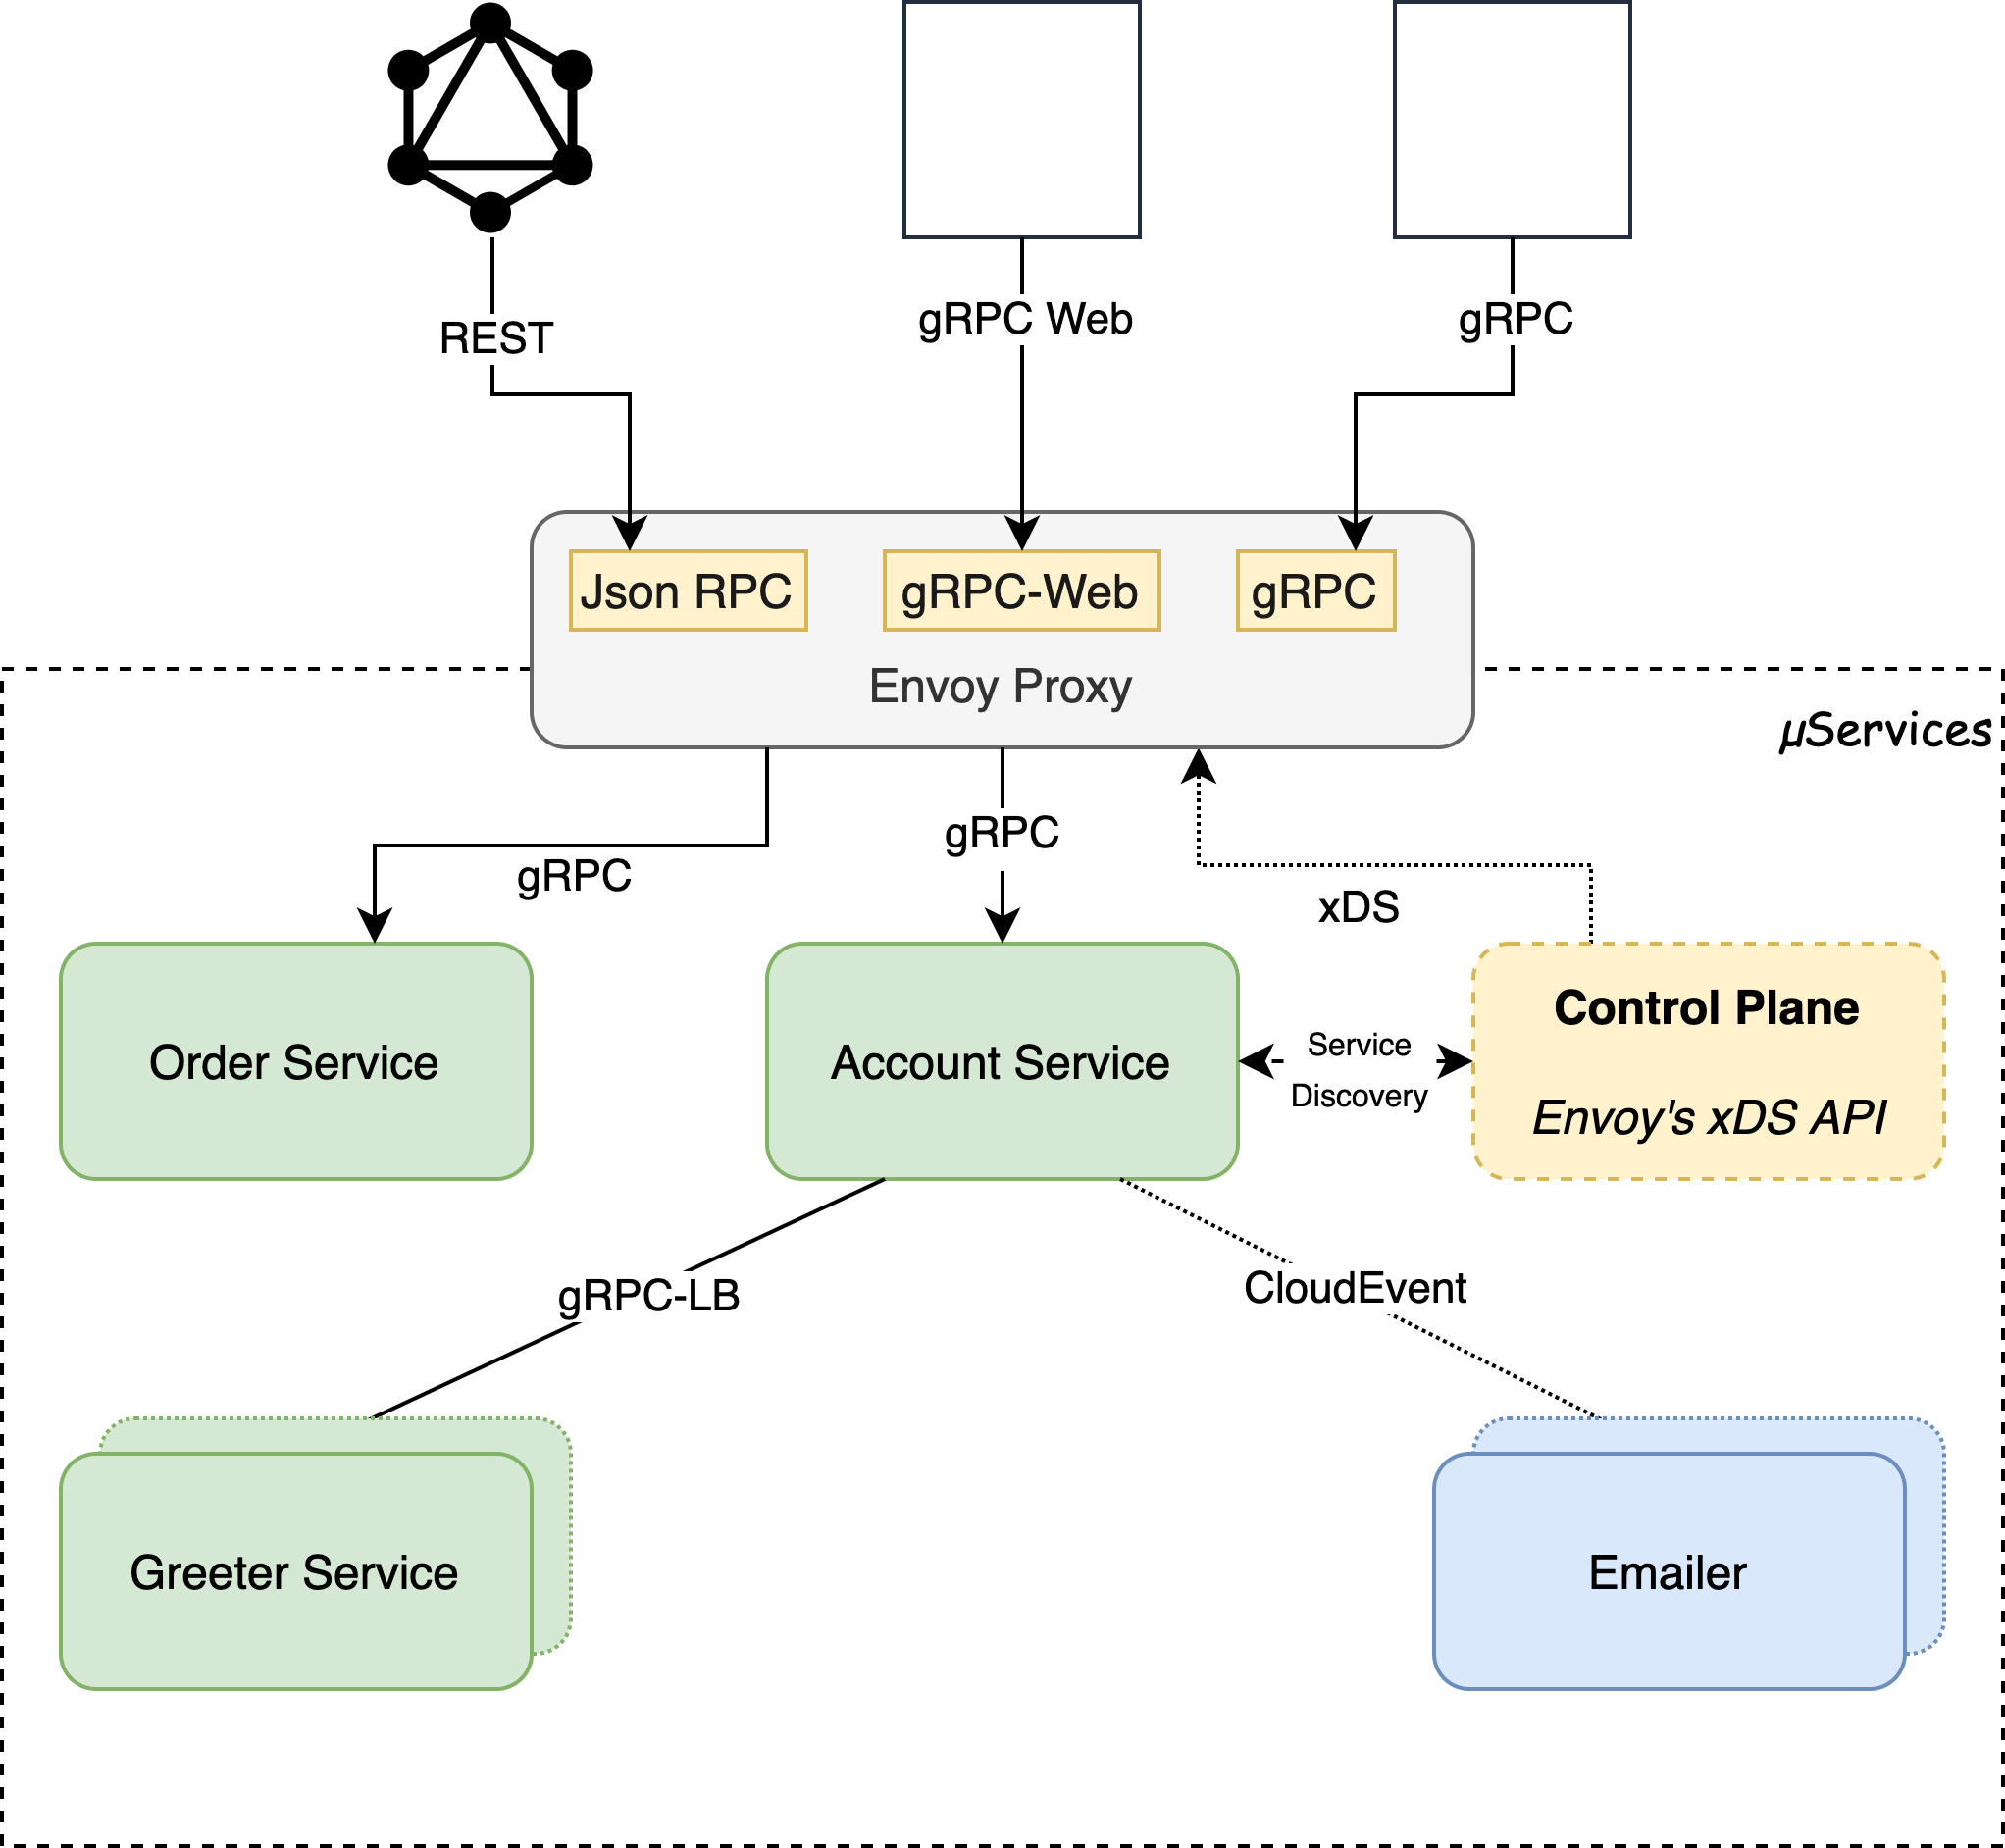 REST
gRPC Web
gRPC
Json RPC
gRPC-Web
gRPC
Envoy Proxy
μServices
gRPC
gRPC
xDS
Order Service
Account Service
Service
Discovery
Control Plane
Envoy's xDS API
gRPC-LB
CloudEvent
Greeter Service
Emailer